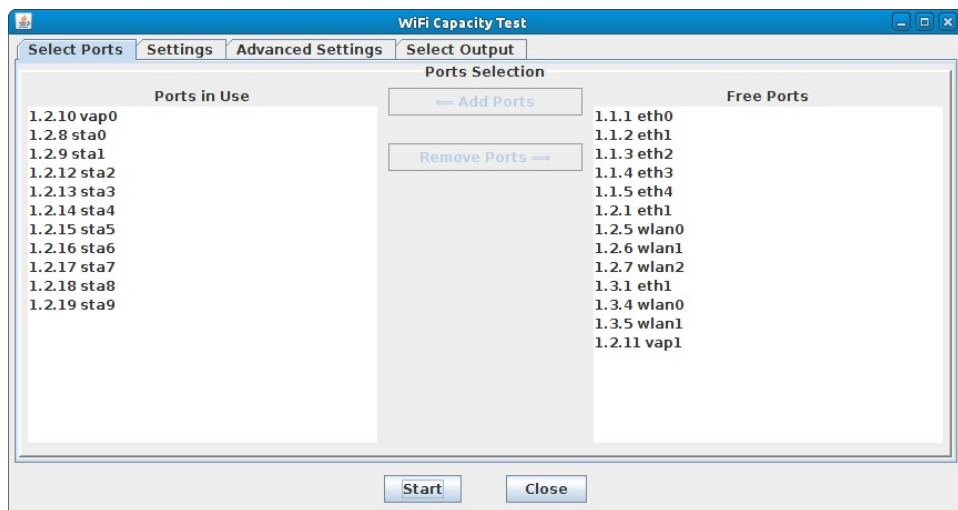 WiFi Capacity Test
Select Ports Settings Advanced Settings Select Output
Ports Selection
Ports in Use
1.2.10 vap0
1.2.8 sta0
1.2.9 sta1
1.2.12 sta2
1.2.13 sta3
1.2.14 sta4
1.2.15 sta5
1.2.16 sta6
1.2.17 sta7
1.2.18 sta8
1.2.19 sta9
⇐ Add Ports
Remove Ports ⇒
Free Ports
1.1.1 eth0
1.1.2 eth1
1.1.3 eth2
1.1.4 eth3
1.1.5 eth4
1.2.1 eth1
1.2.5 wlan0
1.2.6 wlan1
1.2.7 wlan2
1.3.1 eth1
1.3.4 wlan0
1.3.5 wlan1
1.2.11 vap1
Start Close